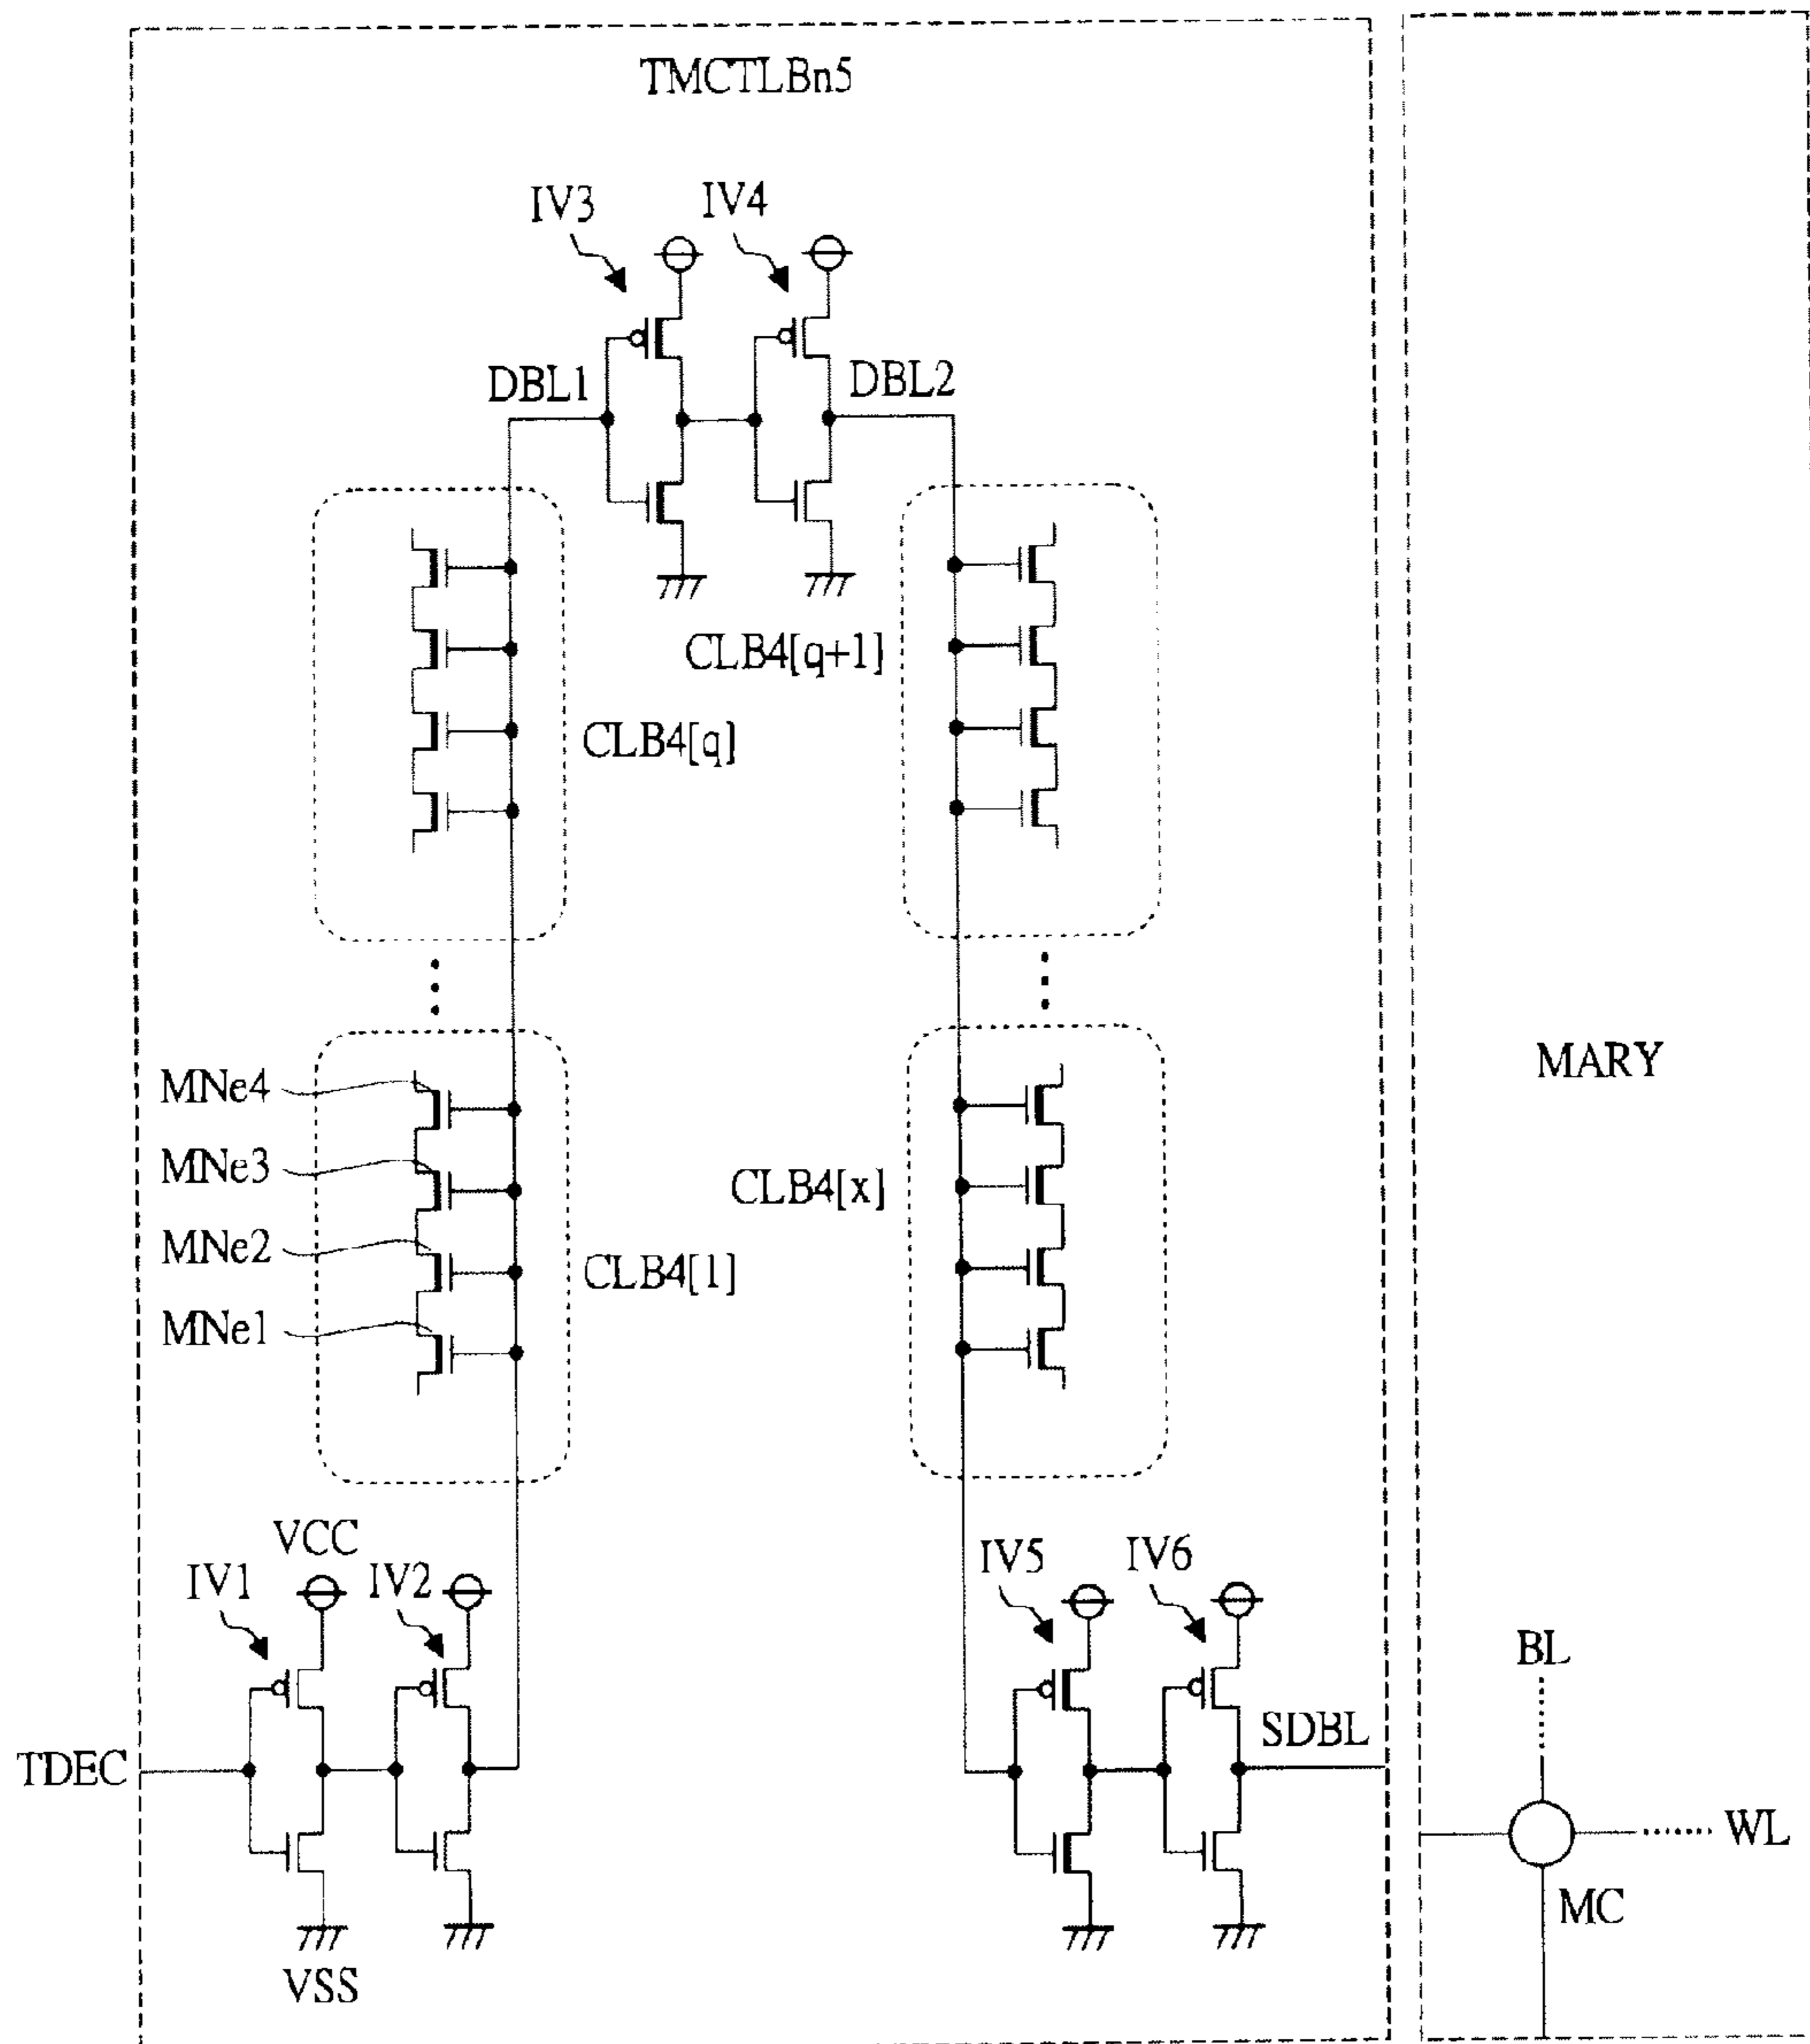 TMCTLBn5
IV3
IV4
DBL1
DBL2
CLB4[q+1]
CLB4[q]
MARY
MNe4
MNe3
CLB4[x]
MNe2
CLB4[1]
MNe1
VCC
IV1
IV2
IV5
IV6
BL
SDBL
TDEC
WL
MC
VSS